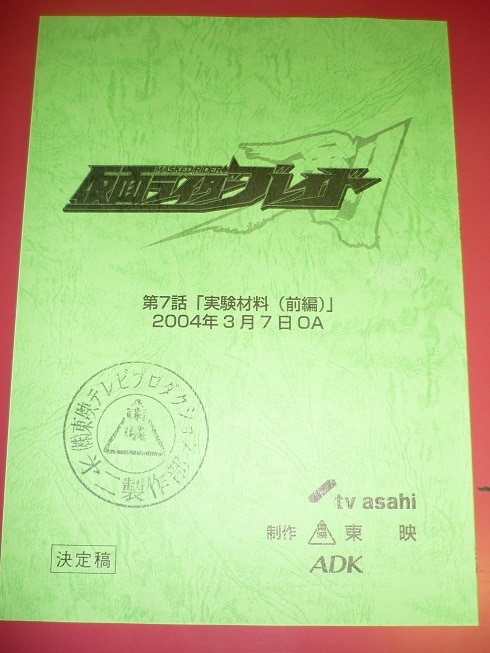 MASKED RIDER
仮面ライダーブレイド
剣
第7話「実験材料(前編)」
2004年3月7日OA
㈱東映テレビプロダクション
製作部
tv asahi
制作 東映
ADK
決定稿